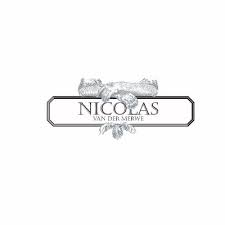 NICOLAS
VAN DER MERWE